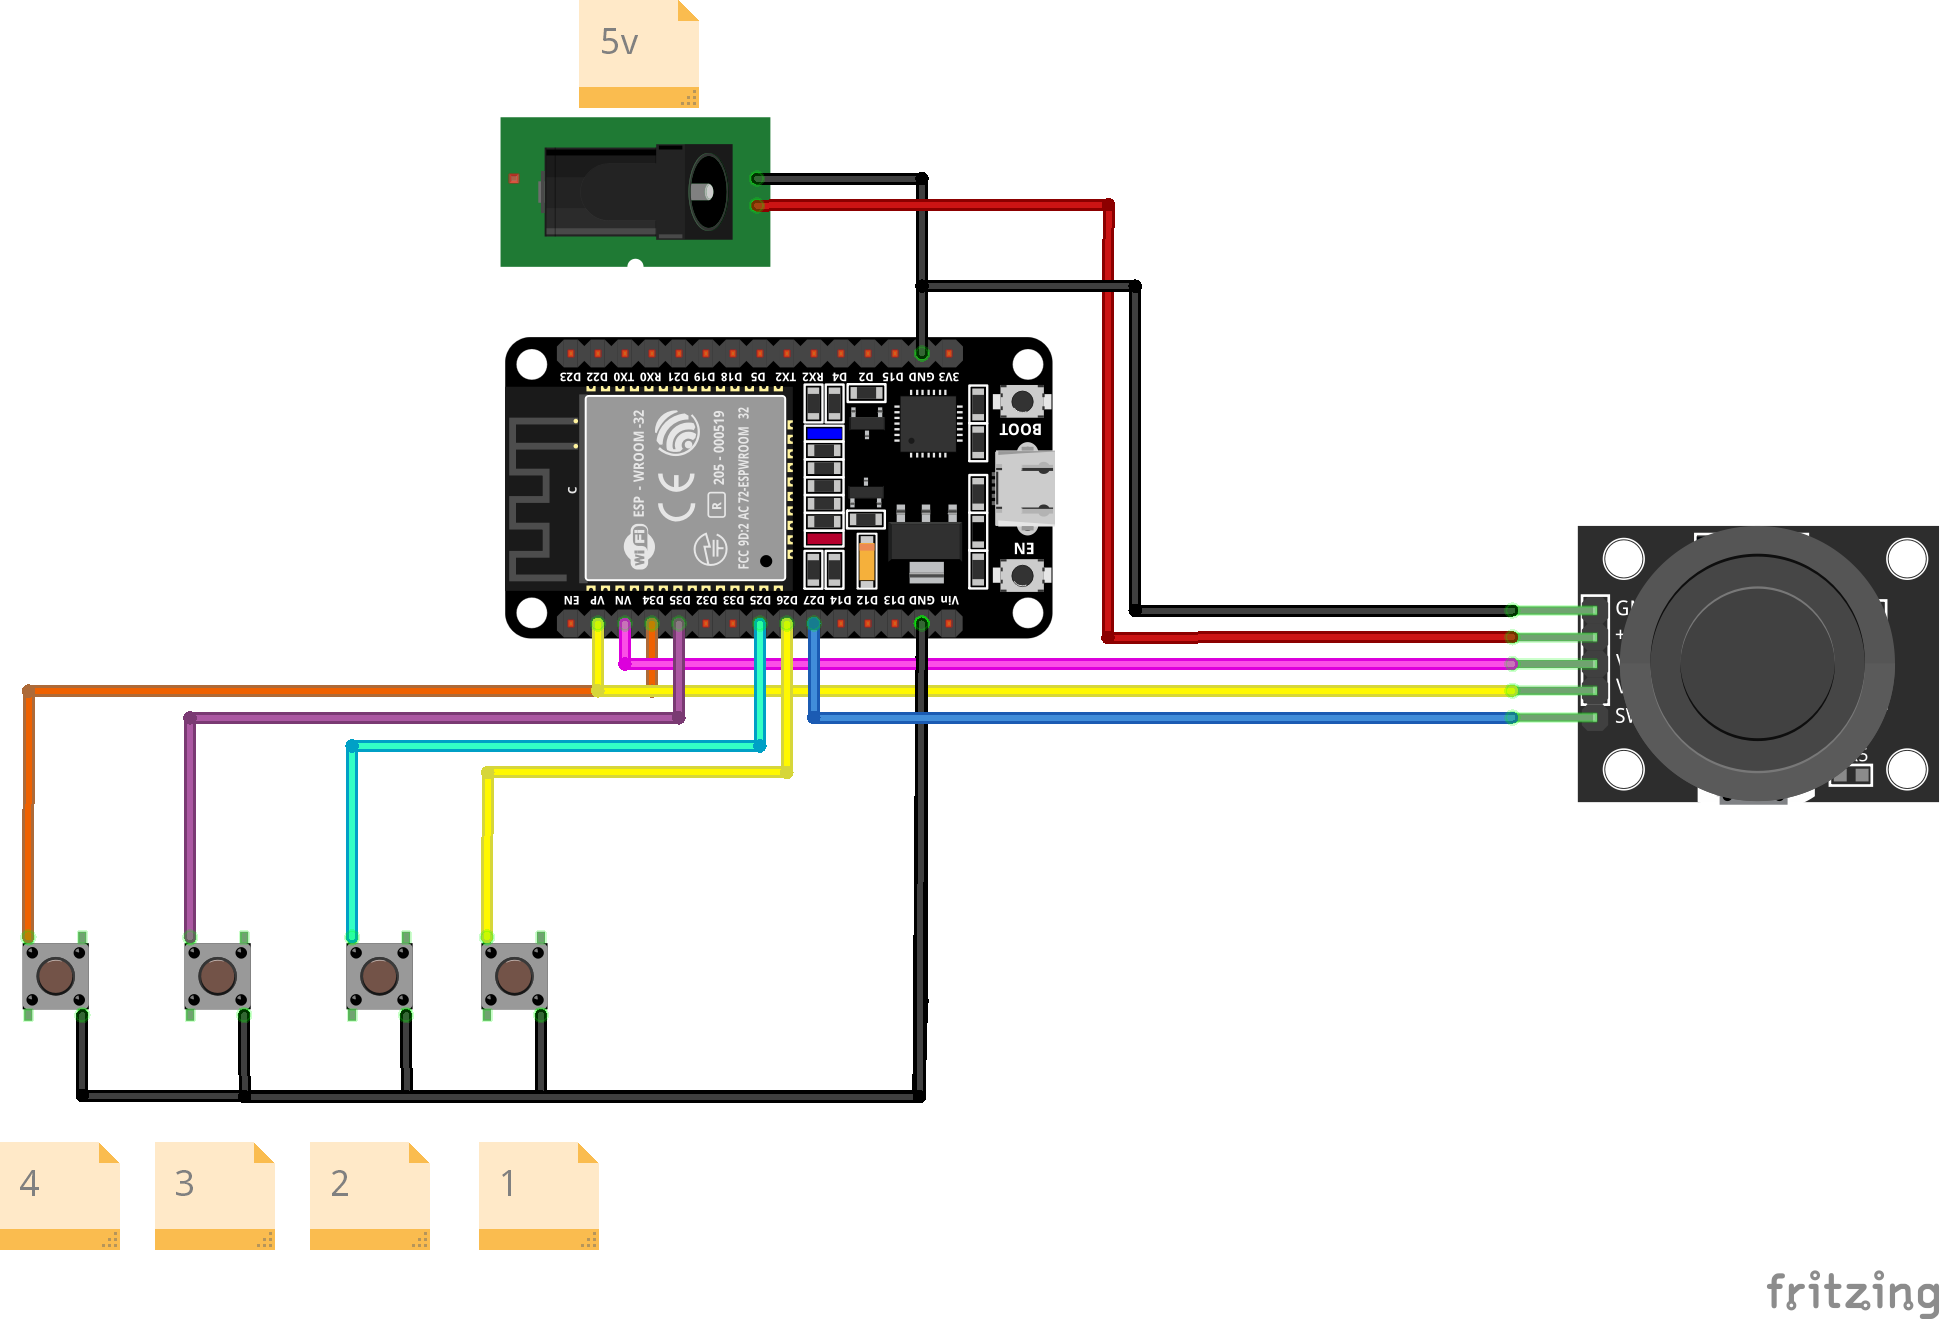 5v
D23 D22 TX0 RX0 D21 D19 D18 D5 TX2 RX2 D4 D2 D15 GND 3V3
BOOT
C
WiFi
ESP - WROOM -32
CE
R
205 - 000519
FCC 9D:2 AC 72-ESPWROOM 32
EN
EN VP VN D34 D35 D32 D33 D25 D26 D27 D14 D12 D13 GND Vin
+
4
3
2
1
fritzing